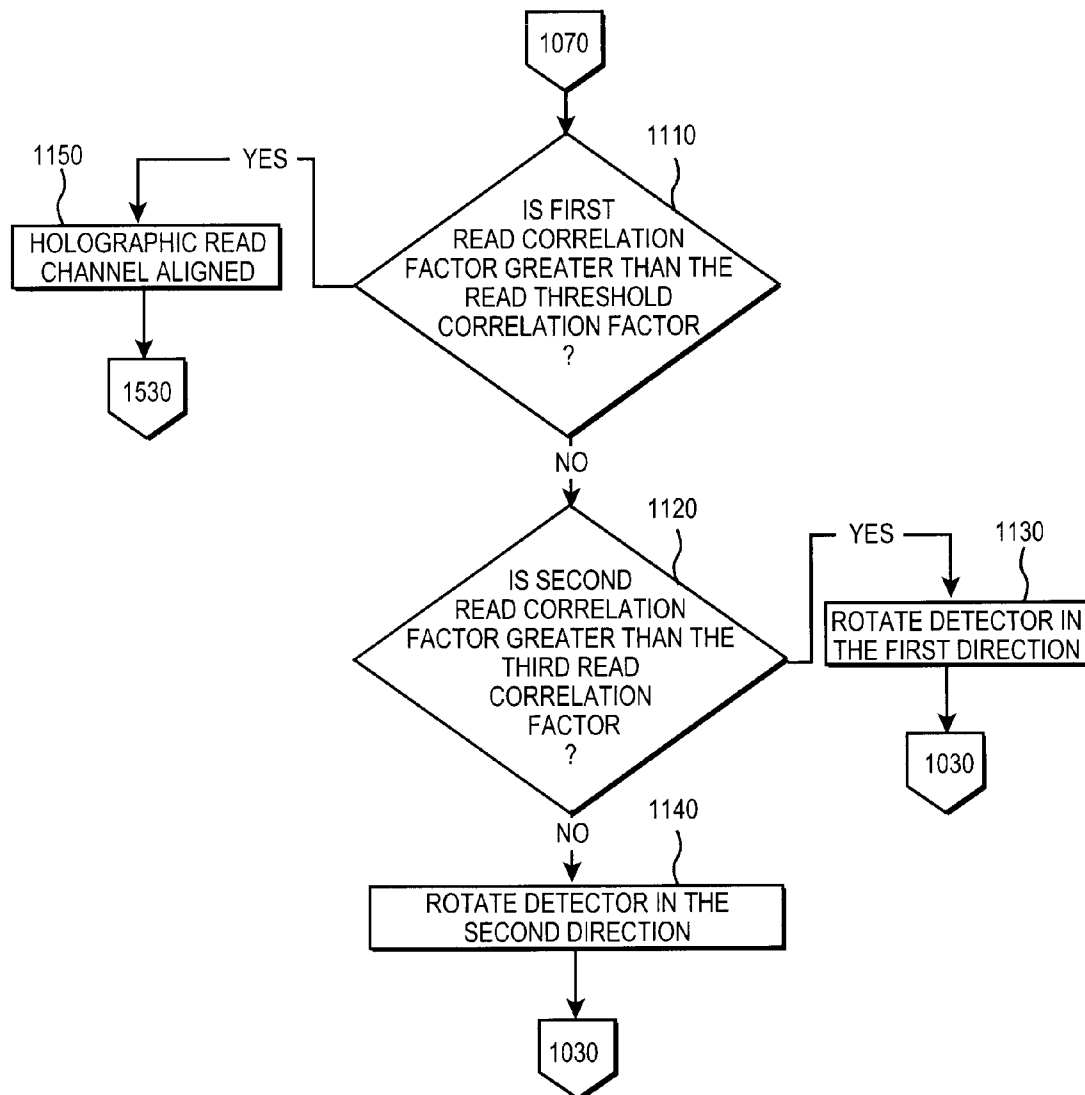 1070
1110
1150
YES
IS FIRST
READ CORRELATION
FACTOR GREATER THAN THE
READ THRESHOLD
CORRELATION FACTOR
?
HOLOGRAPHIC READ
CHANNEL ALIGNED
1530
NO
1120
YES
1130
IS SECOND
READ CORRELATION
FACTOR GREATER THAN THE
THIRD READ
CORRELATION
FACTOR
?
ROTATE DETECTOR IN
THE FIRST DIRECTION
1030
NO
1140
ROTATE DETECTOR IN THE
SECOND DIRECTION
1030